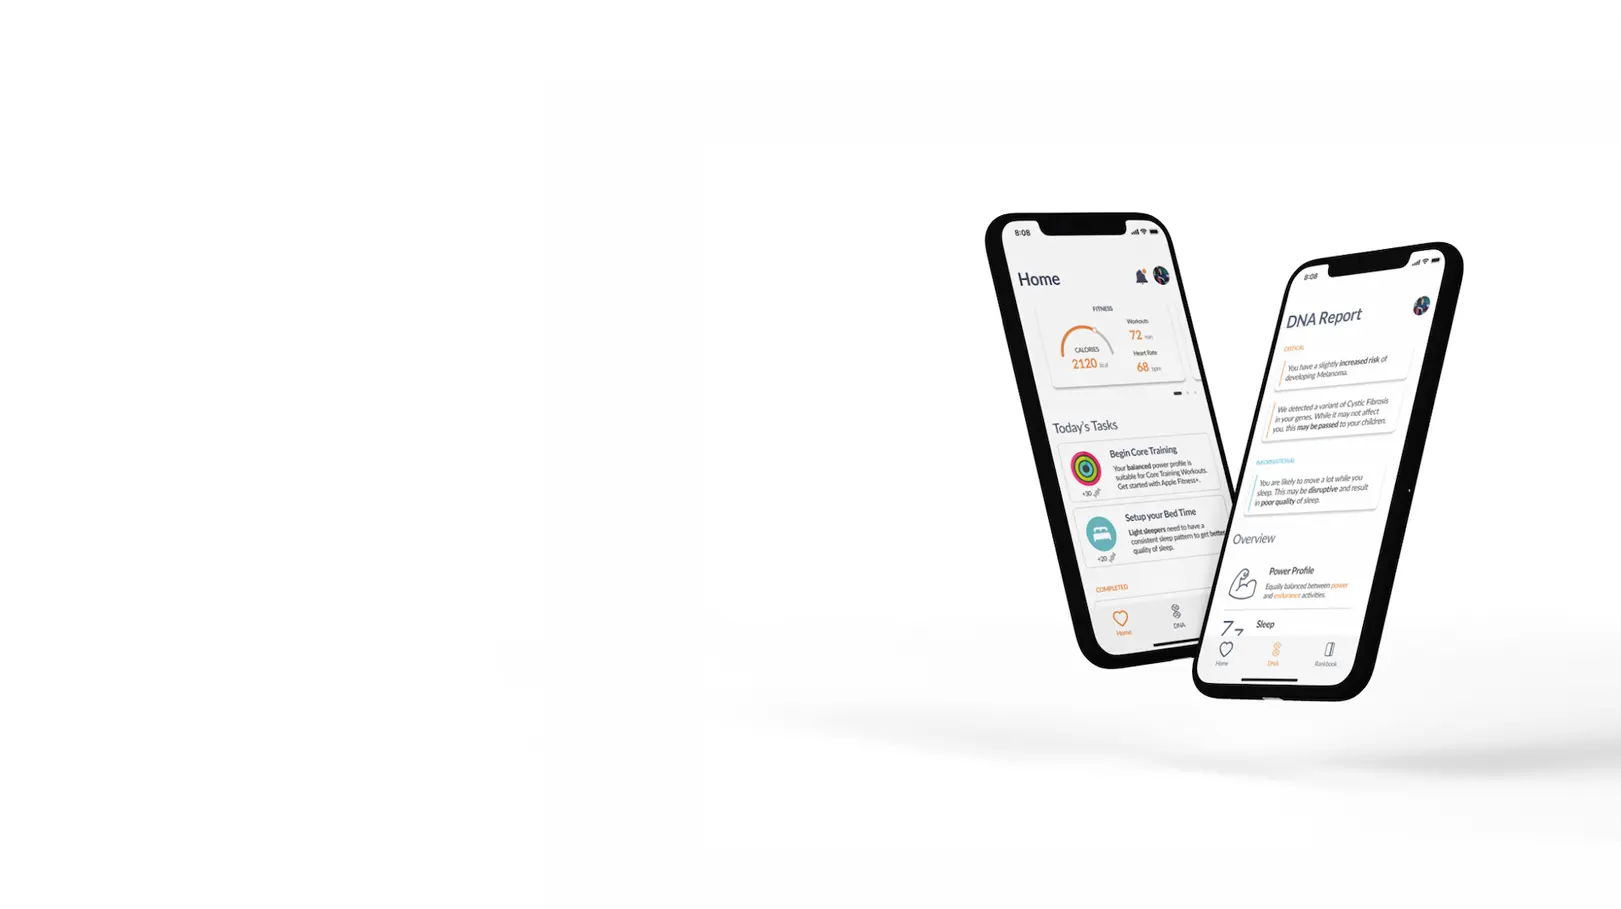 8:08
Home
FITNESS
CALORIES
2120 kcal
Workouts
72 min
Heart Rate
68 bpm
Today's Tasks
Begin Core Training
Your balanced power profile is
suitable for Core Training Workouts.
Get started with Apple Fitness+.
+30
Setup your Bed Time
Light sleepers need to have a
consistent sleep pattern to get better
quality of sleep.
+20
COMPLETED
Home
DNA
8:08
DNA Report
CRITICAL
You have a slightly increased risk of
developing Melanoma.
We detected a variant of Cystic Fibrosis
in your genes. While it may not affect
you, this may be passed to your children.
INFORMATIONAL
You are likely to move a lot while you
sleep. This may be disruptive and result
in poor quality of sleep.
Overview
Power Profile
Equally balanced between power
and endurance activities.
Sleep
Home
DNA
Rankbook